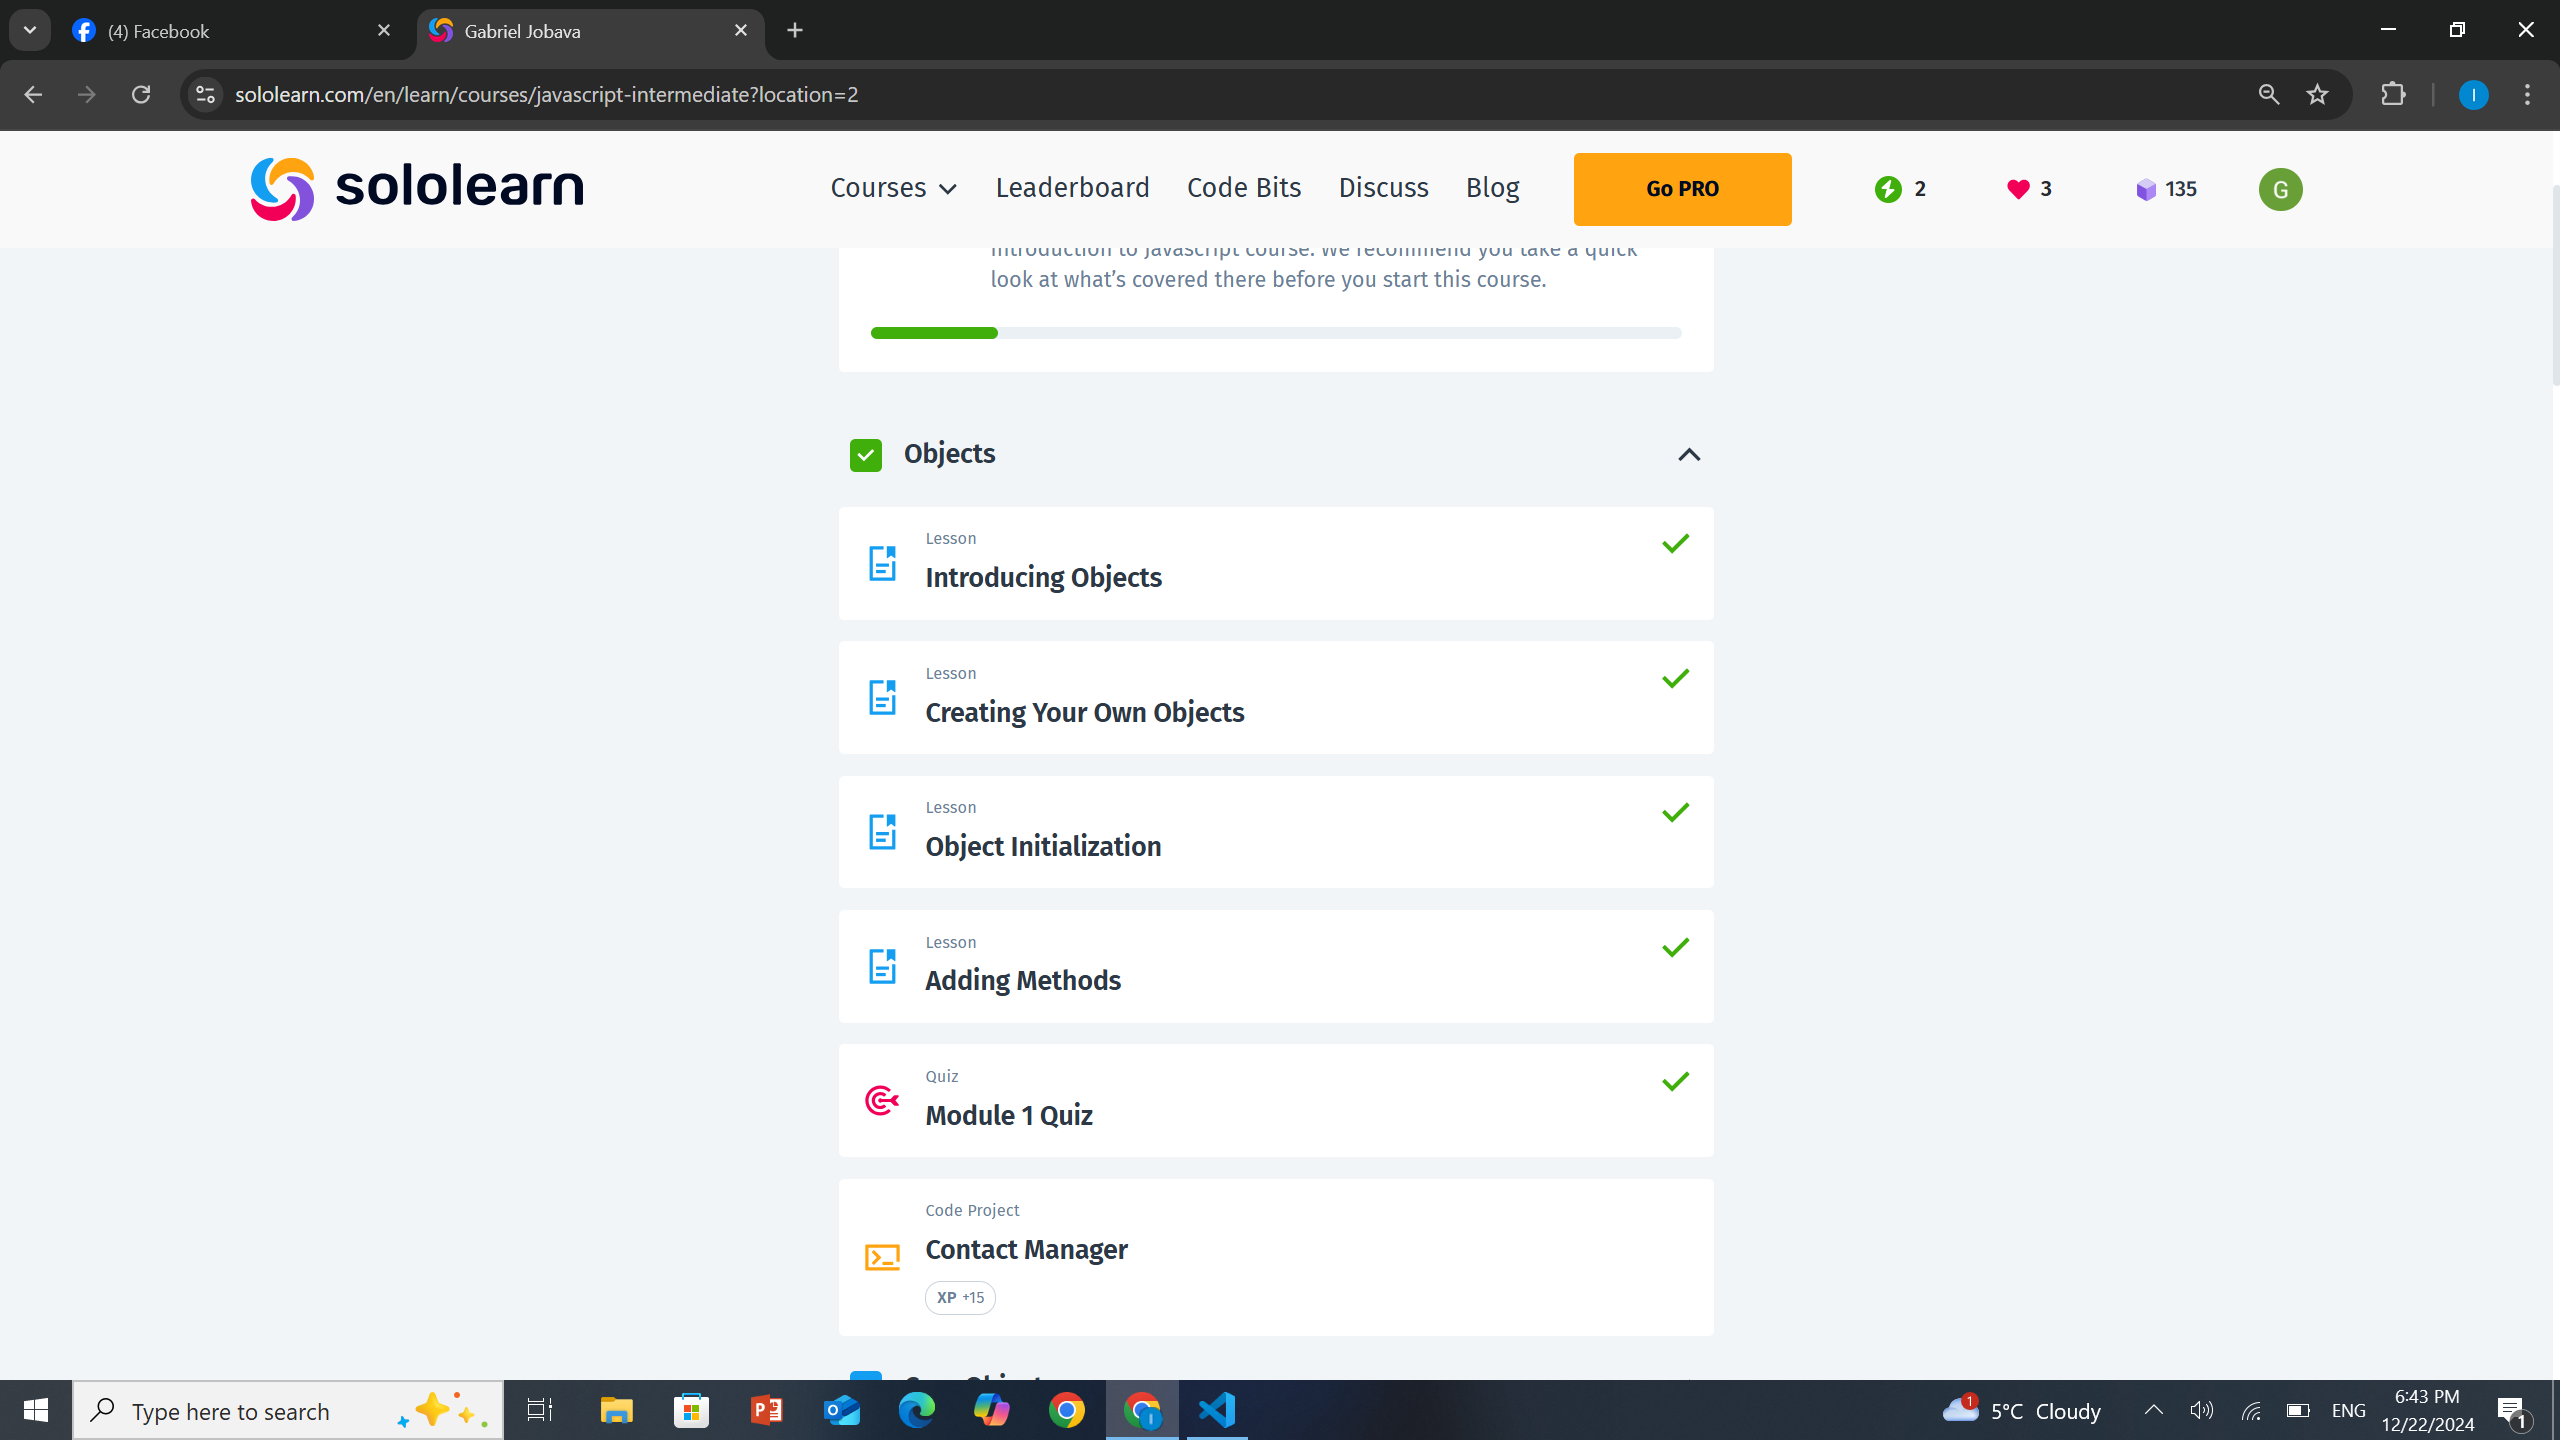 (4) Facebook
Gabriel Jobava
sololearn.com/en/learn/courses/javascript-intermediate?location=2
I
sololearn
Courses
Leaderboard
Code Bits
Discuss
Blog
Go PRO
2
3
135
G
Introduction to Javascript course. We recommend you take a quick
look at what’s covered there before you start this course.
Objects
Lesson
Introducing Objects
Lesson
Creating Your Own Objects
Lesson
Object Initialization
Lesson
Adding Methods
Quiz
Module 1 Quiz
Code Project
Contact Manager
XP +15
Type here to search
1
5°C Cloudy
ENG
6:43 PM
12/22/2024
1